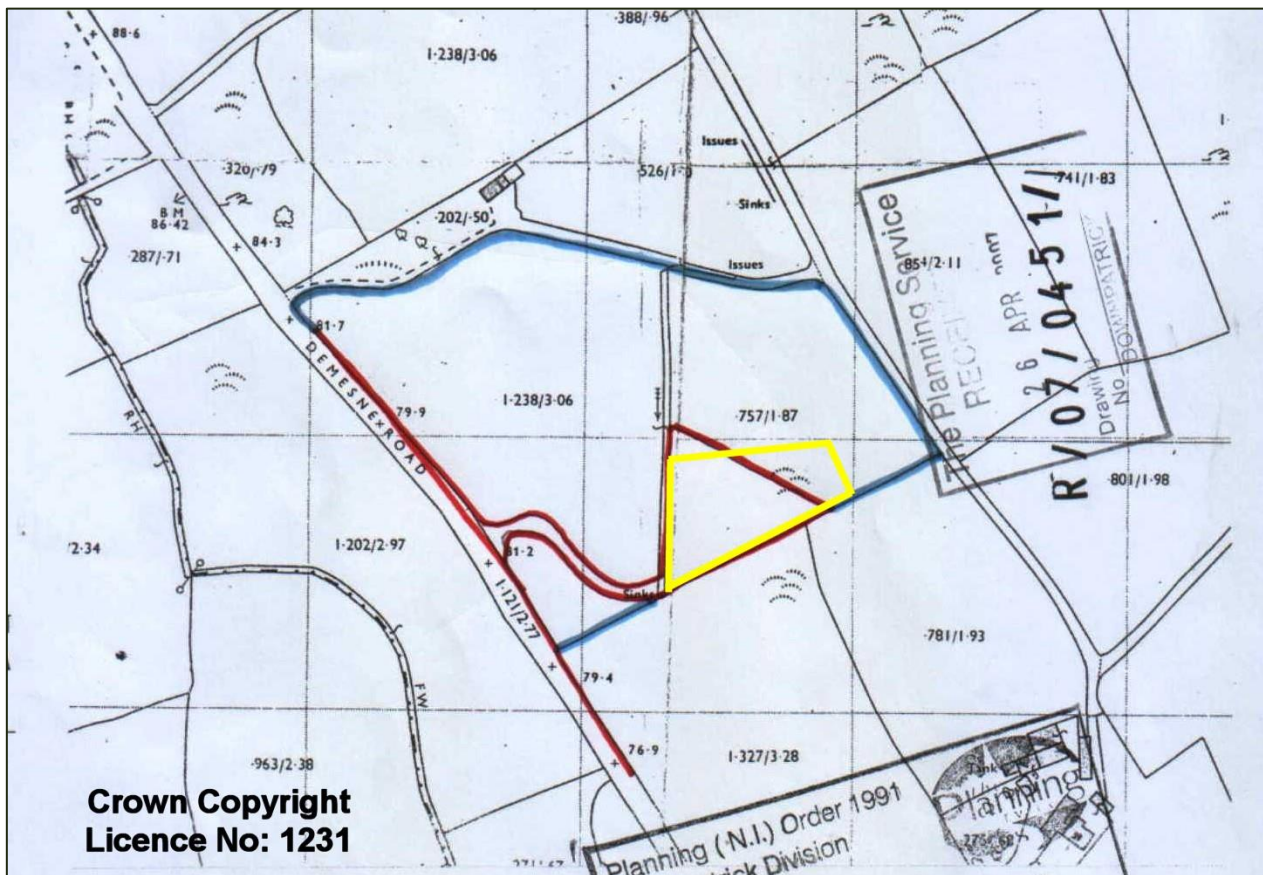 88·6
1·238/3·06
·388/·96
B M
·320/·79
B M
86·42
84·3
·287/·71
·202/·50
·526/1·
Issues
Sinks
Issues
·741/1·83
·854/2·11
The Planning Service
26 APR
R / 07 / 0451 /
Drawing
No
DOWNPATRIC
81·7
DEMESNE ROAD
79·9
1·238/3·06
·757/1·87
·801/1·98
RH
/2·34
1·202/2·97
81·2
Sinks
1·121/2·77
·781/1·93
79·4
FW
76·9
·963/2·38
1·327/3·28
Tank
Planning
Crown Copyright
Licence No: 1231
Planning (N.I.) Order 1991
Division